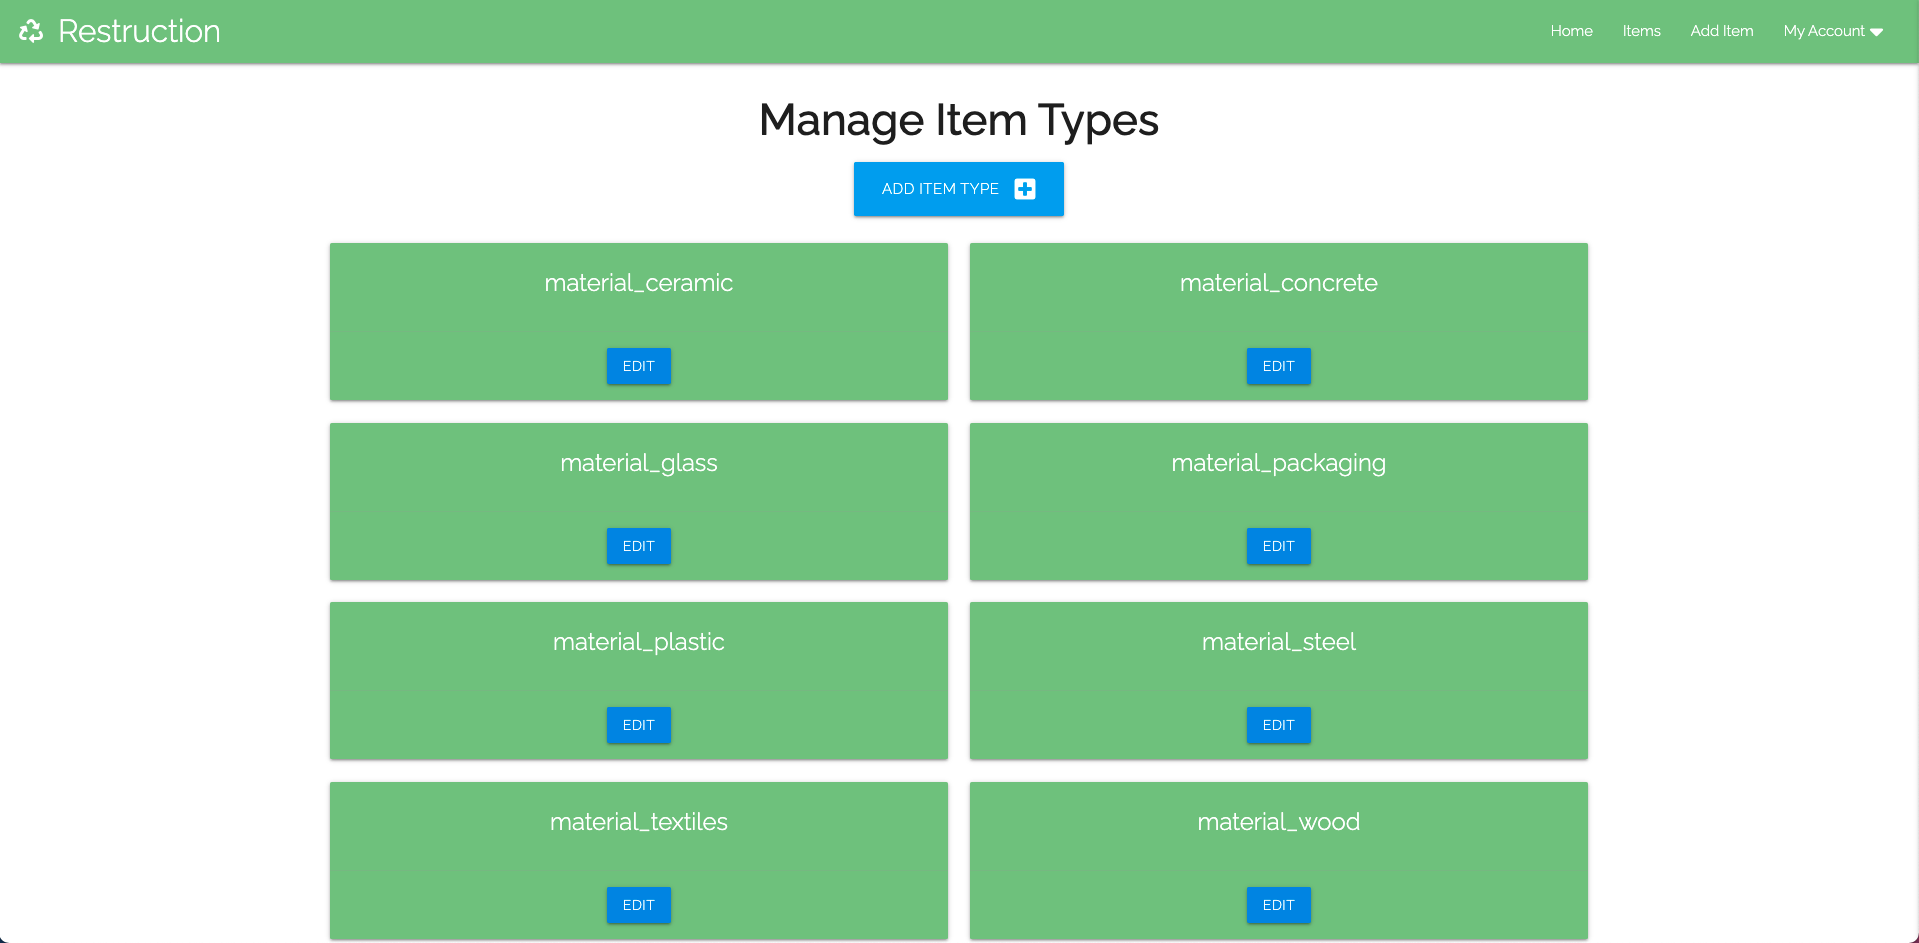 Restruction
Home Items Add Item My Account
Manage Item Types
ADD ITEM TYPE
material_ceramic
EDIT
material_concrete
EDIT
material_glass
EDIT
material_packaging
EDIT
material_plastic
EDIT
material_steel
EDIT
material_textiles
EDIT
material_wood
EDIT